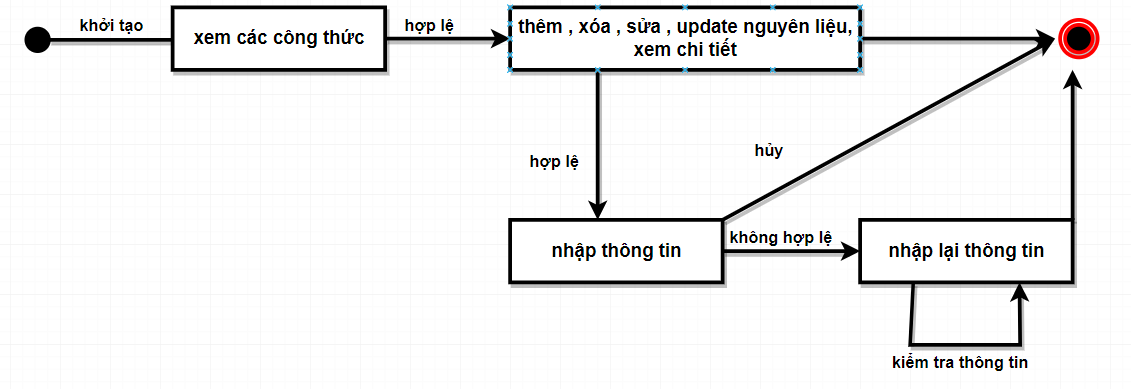 khởi tạo
xem các công thức
hợp lệ
thêm , xóa , sửa , update nguyên liệu,
xem chi tiết
hợp lệ
hủy
nhập thông tin
không hợp lệ
nhập lại thông tin
kiểm tra thông tin